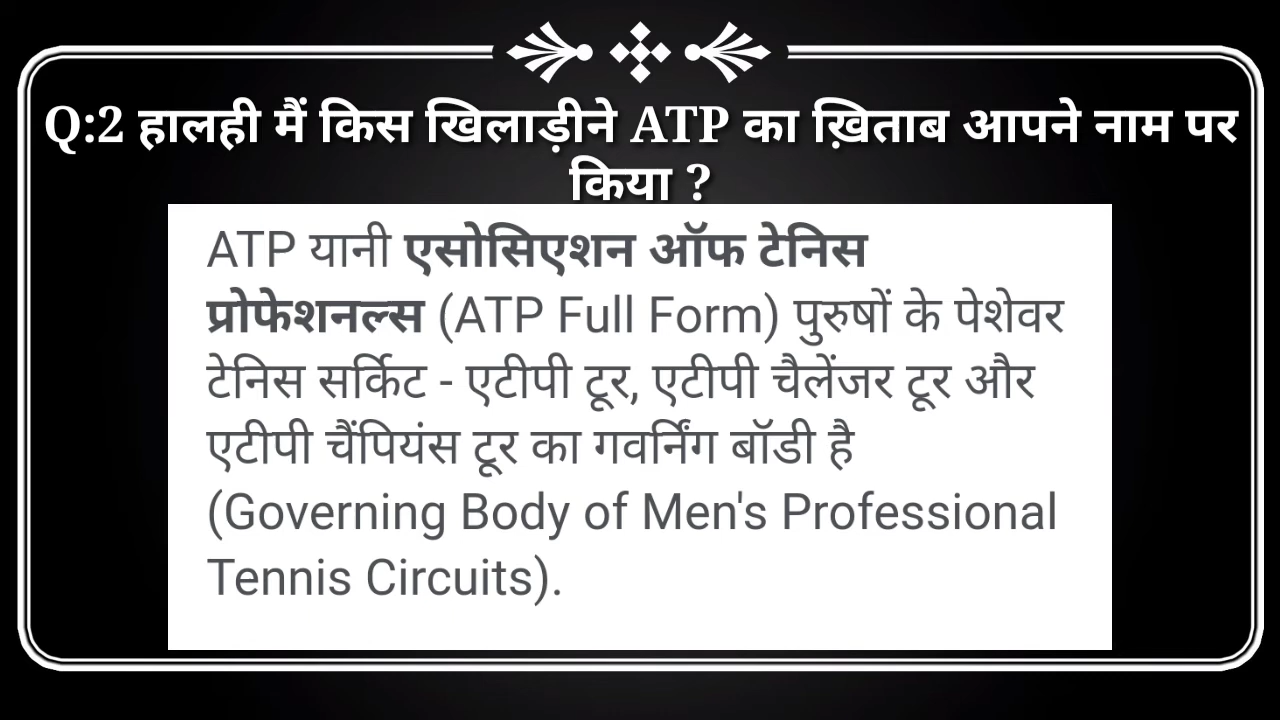 Q:2 हालही मैं किस खिलाड़ीने ATP का ख़िताब आपने नाम पर
किया ?
ATP यानी एसोसिएशन ऑफ टेनिस
प्रोफेशनल्स (ATP Full Form) पुरुषों के पेशेवर
टेनिस सर्किट - एटीपी टूर, एटीपी चैलेंजर टूर और
एटीपी चैंपियंस टूर का गवर्निंग बॉडी है
(Governing Body of Men's Professional
Tennis Circuits).